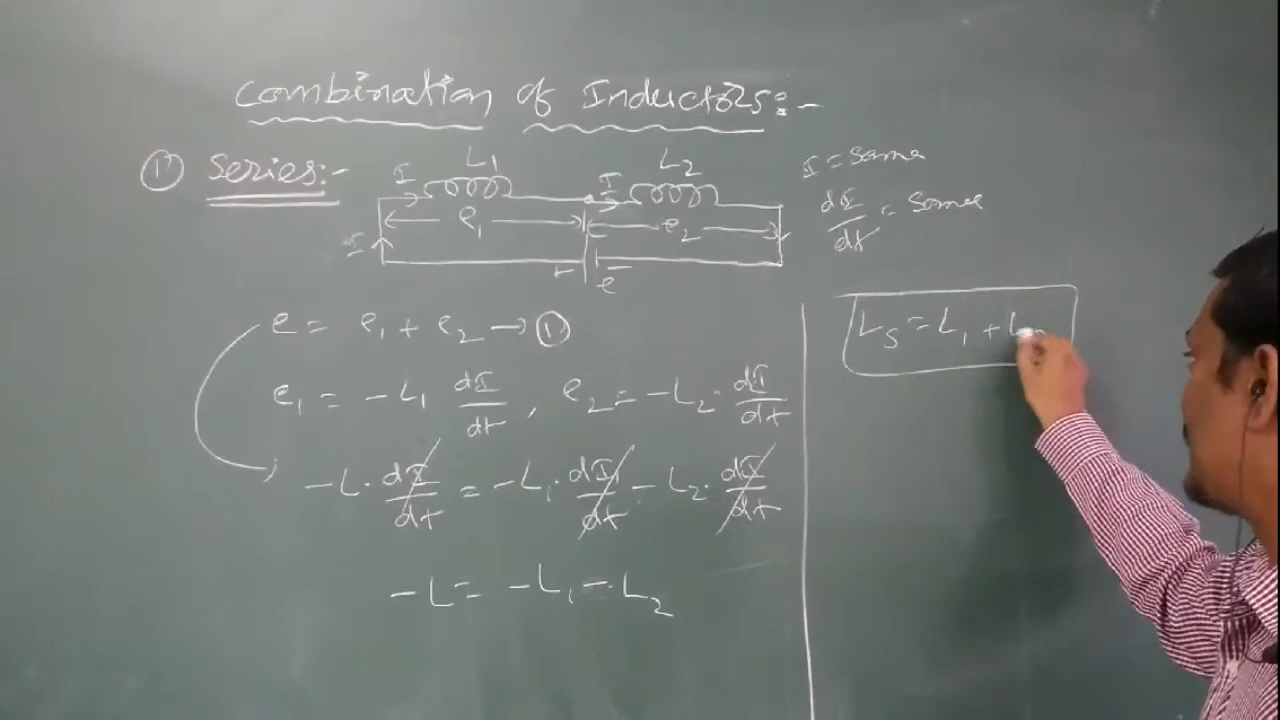 Combination of Inductors:-
① Series:-
I L₁ I L₂
I = Same
e₁ e₂
dI/dt = Same
I + - e
e = e₁ + e₂ → ①
Ls = L₁ + L₂
e₁ = -L₁ dI/dt , e₂ = -L₂ · dI/dt
-L · dI/dt = -L₁ · dI/dt - L₂ · dI/dt
-L = -L₁ - L₂